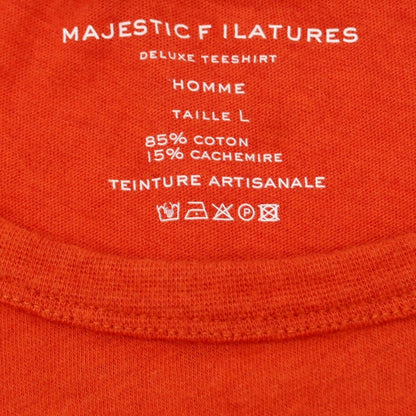 MAJESTIC FILATURES
DELUXE TEESHIRT
HOMME
TAILLE L
85% COTON
15% CACHEMIRE
TEINTURE ARTISANALE
P